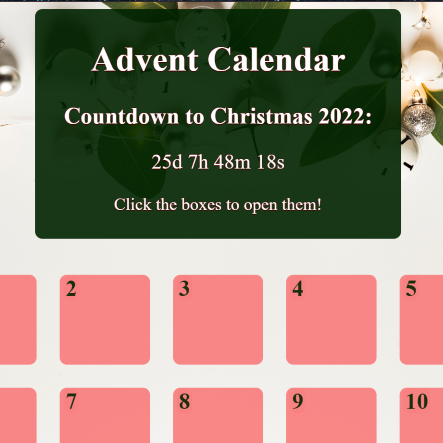 Advent Calendar
Countdown to Christmas 2022:
25d 7h 48m 18s
Click the boxes to open them!
2 3 4 5
7 8 9 10